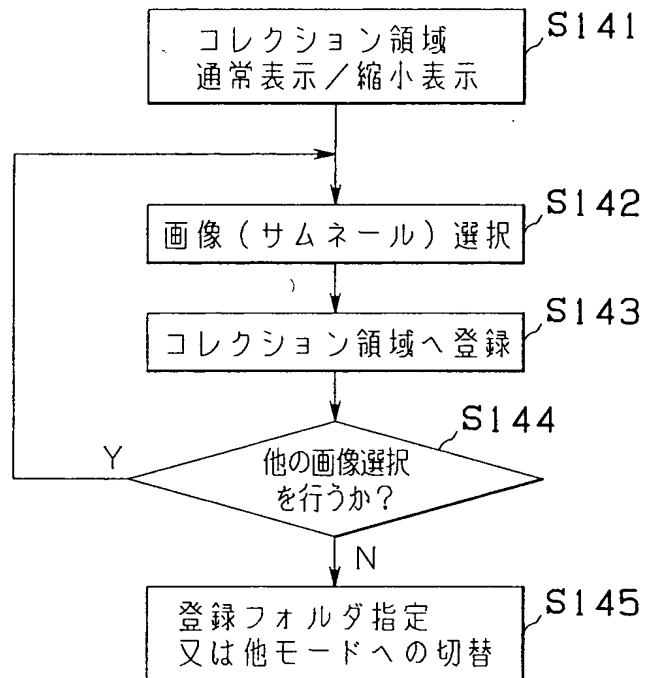 S141
コレクション領域
通常表示／縮小表示
S142
画像（サムネール）選択
S143
コレクション領域へ登録
S144
他の画像選択
を行うか？
Y
N
S145
登録フォルダ指定
又は他モードへの切替